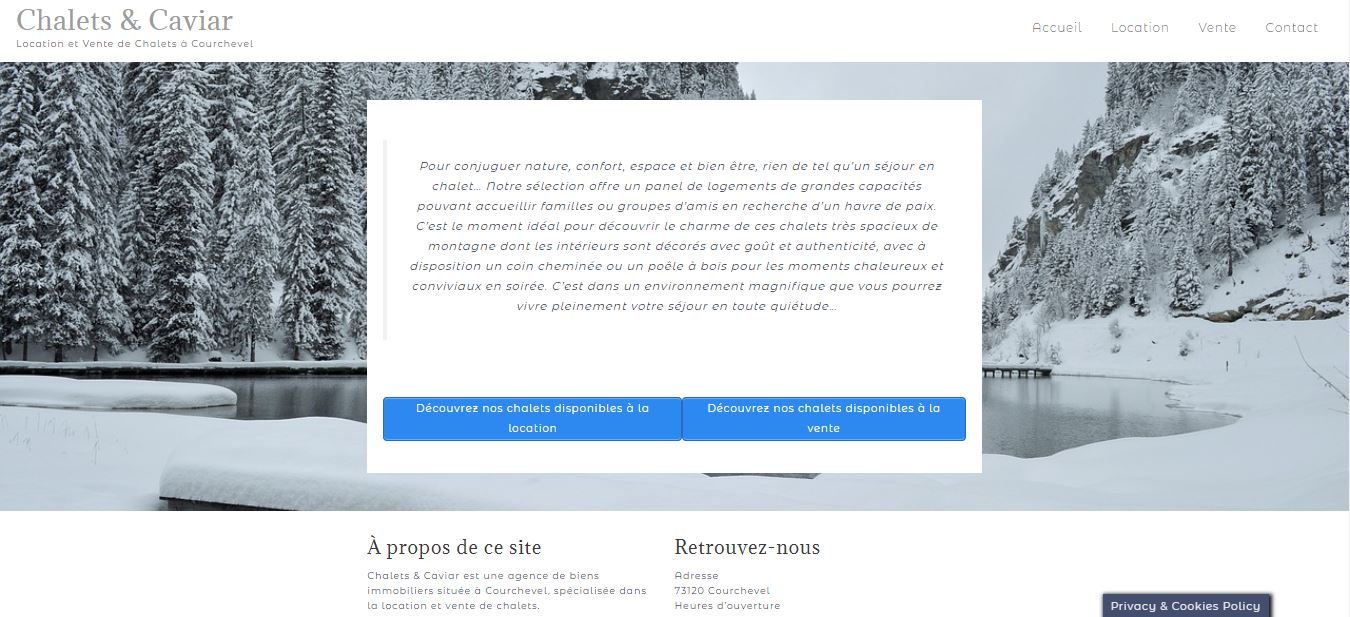 Chalets & Caviar
Location et Vente de Chalets à Courchevel
Accueil Location Vente Contact
Pour conjuguer nature, confort, espace et bien être, rien de tel qu'un séjour en
chalet... Notre sélection offre un panel de logements de grandes capacités
pouvant accueillir familles ou groupes d'amis en recherche d'un havre de paix.
C'est le moment idéal pour découvrir le charme de ces chalets très spacieux de
montagne dont les intérieurs sont décorés avec goût et authenticité, avec à
disposition un coin cheminée ou un poêle à bois pour les moments chaleureux et
conviviaux en soirée. C'est dans un environnement magnifique que vous pourrez
vivre pleinement votre séjour en toute quiétude...
Découvrez nos chalets disponibles à la
location
Découvrez nos chalets disponibles à la
vente
À propos de ce site
Chalets & Caviar est une agence de biens
immobiliers située à Courchevel, spécialisée dans
la location et vente de chalets.
Retrouvez-nous
Adresse
73120 Courchevel
Heures d'ouverture
Privacy & Cookies Policy